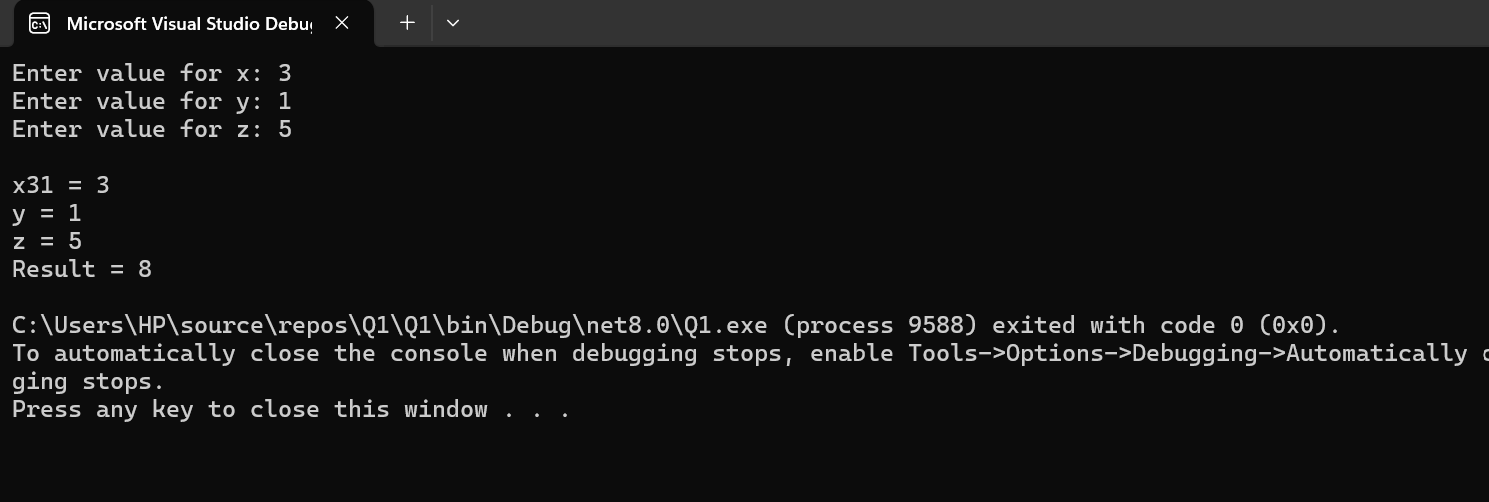 Microsoft Visual Studio Debu
Enter value for x: 3
Enter value for y: 1
Enter value for z: 5
x31 = 3
y = 1
z = 5
Result = 8
C:\Users\HP\source\repos\Q1\Q1\bin\Debug\net8.0\Q1.exe (process 9588) exited with code 0 (0x0).
To automatically close the console when debugging stops, enable Tools->Options->Debugging->Automatically
ging stops.
Press any key to close this window . . .